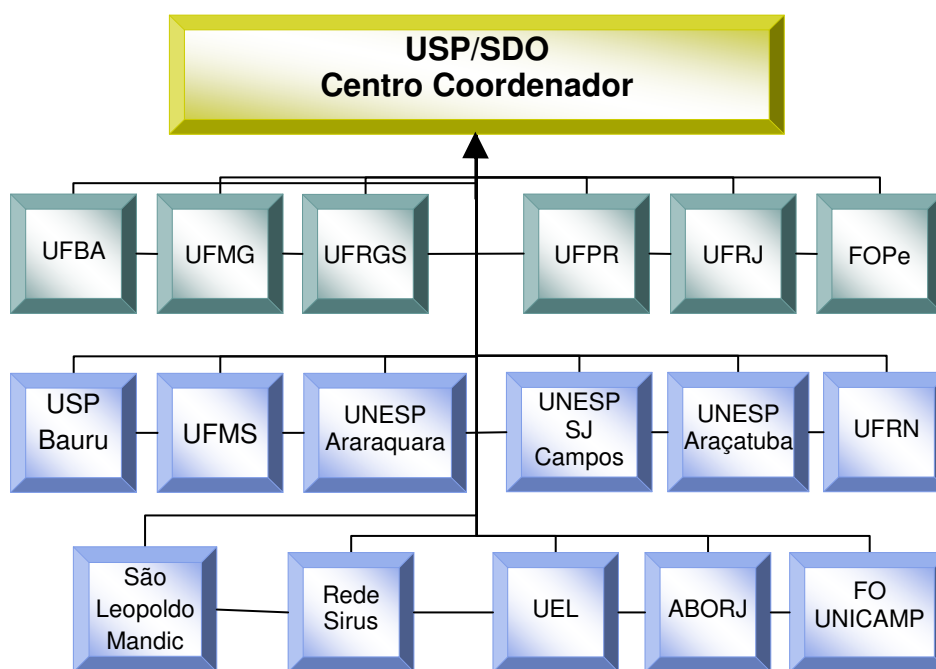 USP/SDO
Centro Coordenador
UFBA
UFMG
UFRGS
UFPR
UFRJ
FOPe
USP
Bauru
UFMS
UNESP
Araraquara
UNESP
SJ
Campos
UNESP
Araçatuba
UFRN
São
Leopoldo
Mandic
Rede
Sirus
UEL
ABORJ
FO
UNICAMP